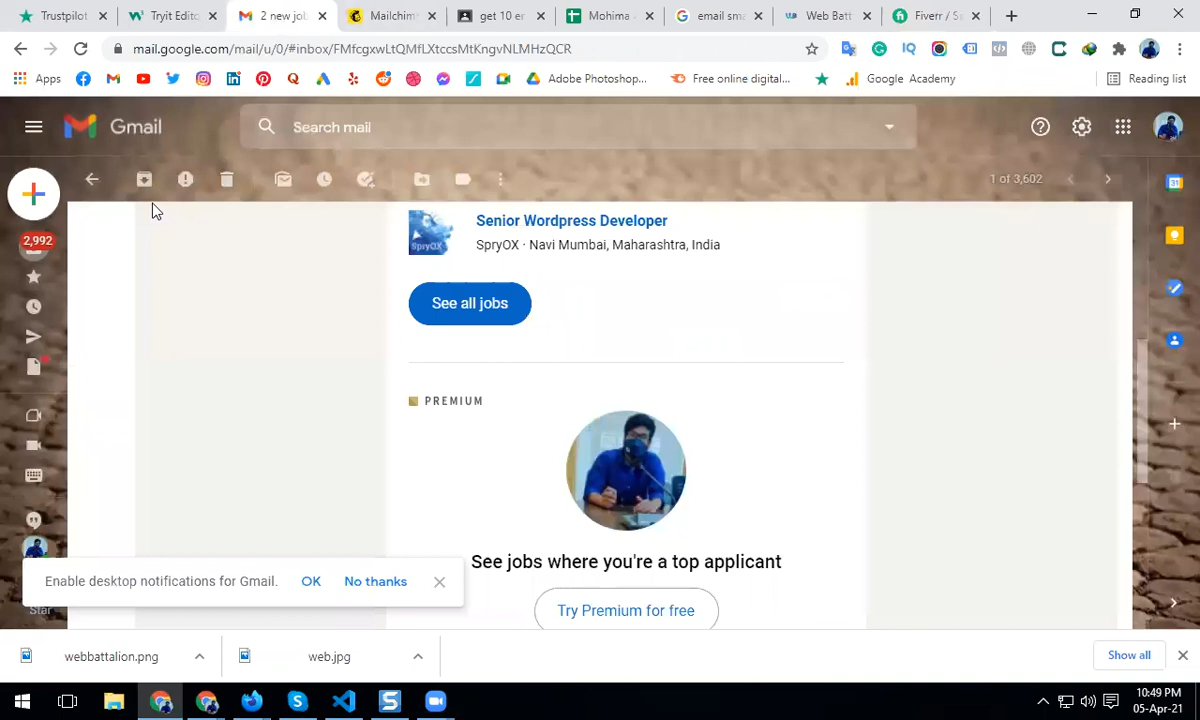 Trustpilot
Tryit Edito
2 new jo
Mailchim
get 10 er
Mohima
email sma
Web Batt
Fiverr / S
mail.google.com/mail/u/0/#inbox/FMfcgxwLtQMfLXtccsMtKngvNLMHzQCR
Apps
Adobe Photoshop...
Free online digital...
Google Academy
Reading list
Gmail
Search mail
1 of 3,602
2,992
SpryOX
Senior Wordpress Developer
SpryOX · Navi Mumbai, Maharashtra, India
See all jobs
PREMIUM
See jobs where you're a top applicant
Try Premium for free
Enable desktop notifications for Gmail. OK No thanks
Star
webbattalion.png
web.jpg
Show all
10:49 PM
05-Apr-21